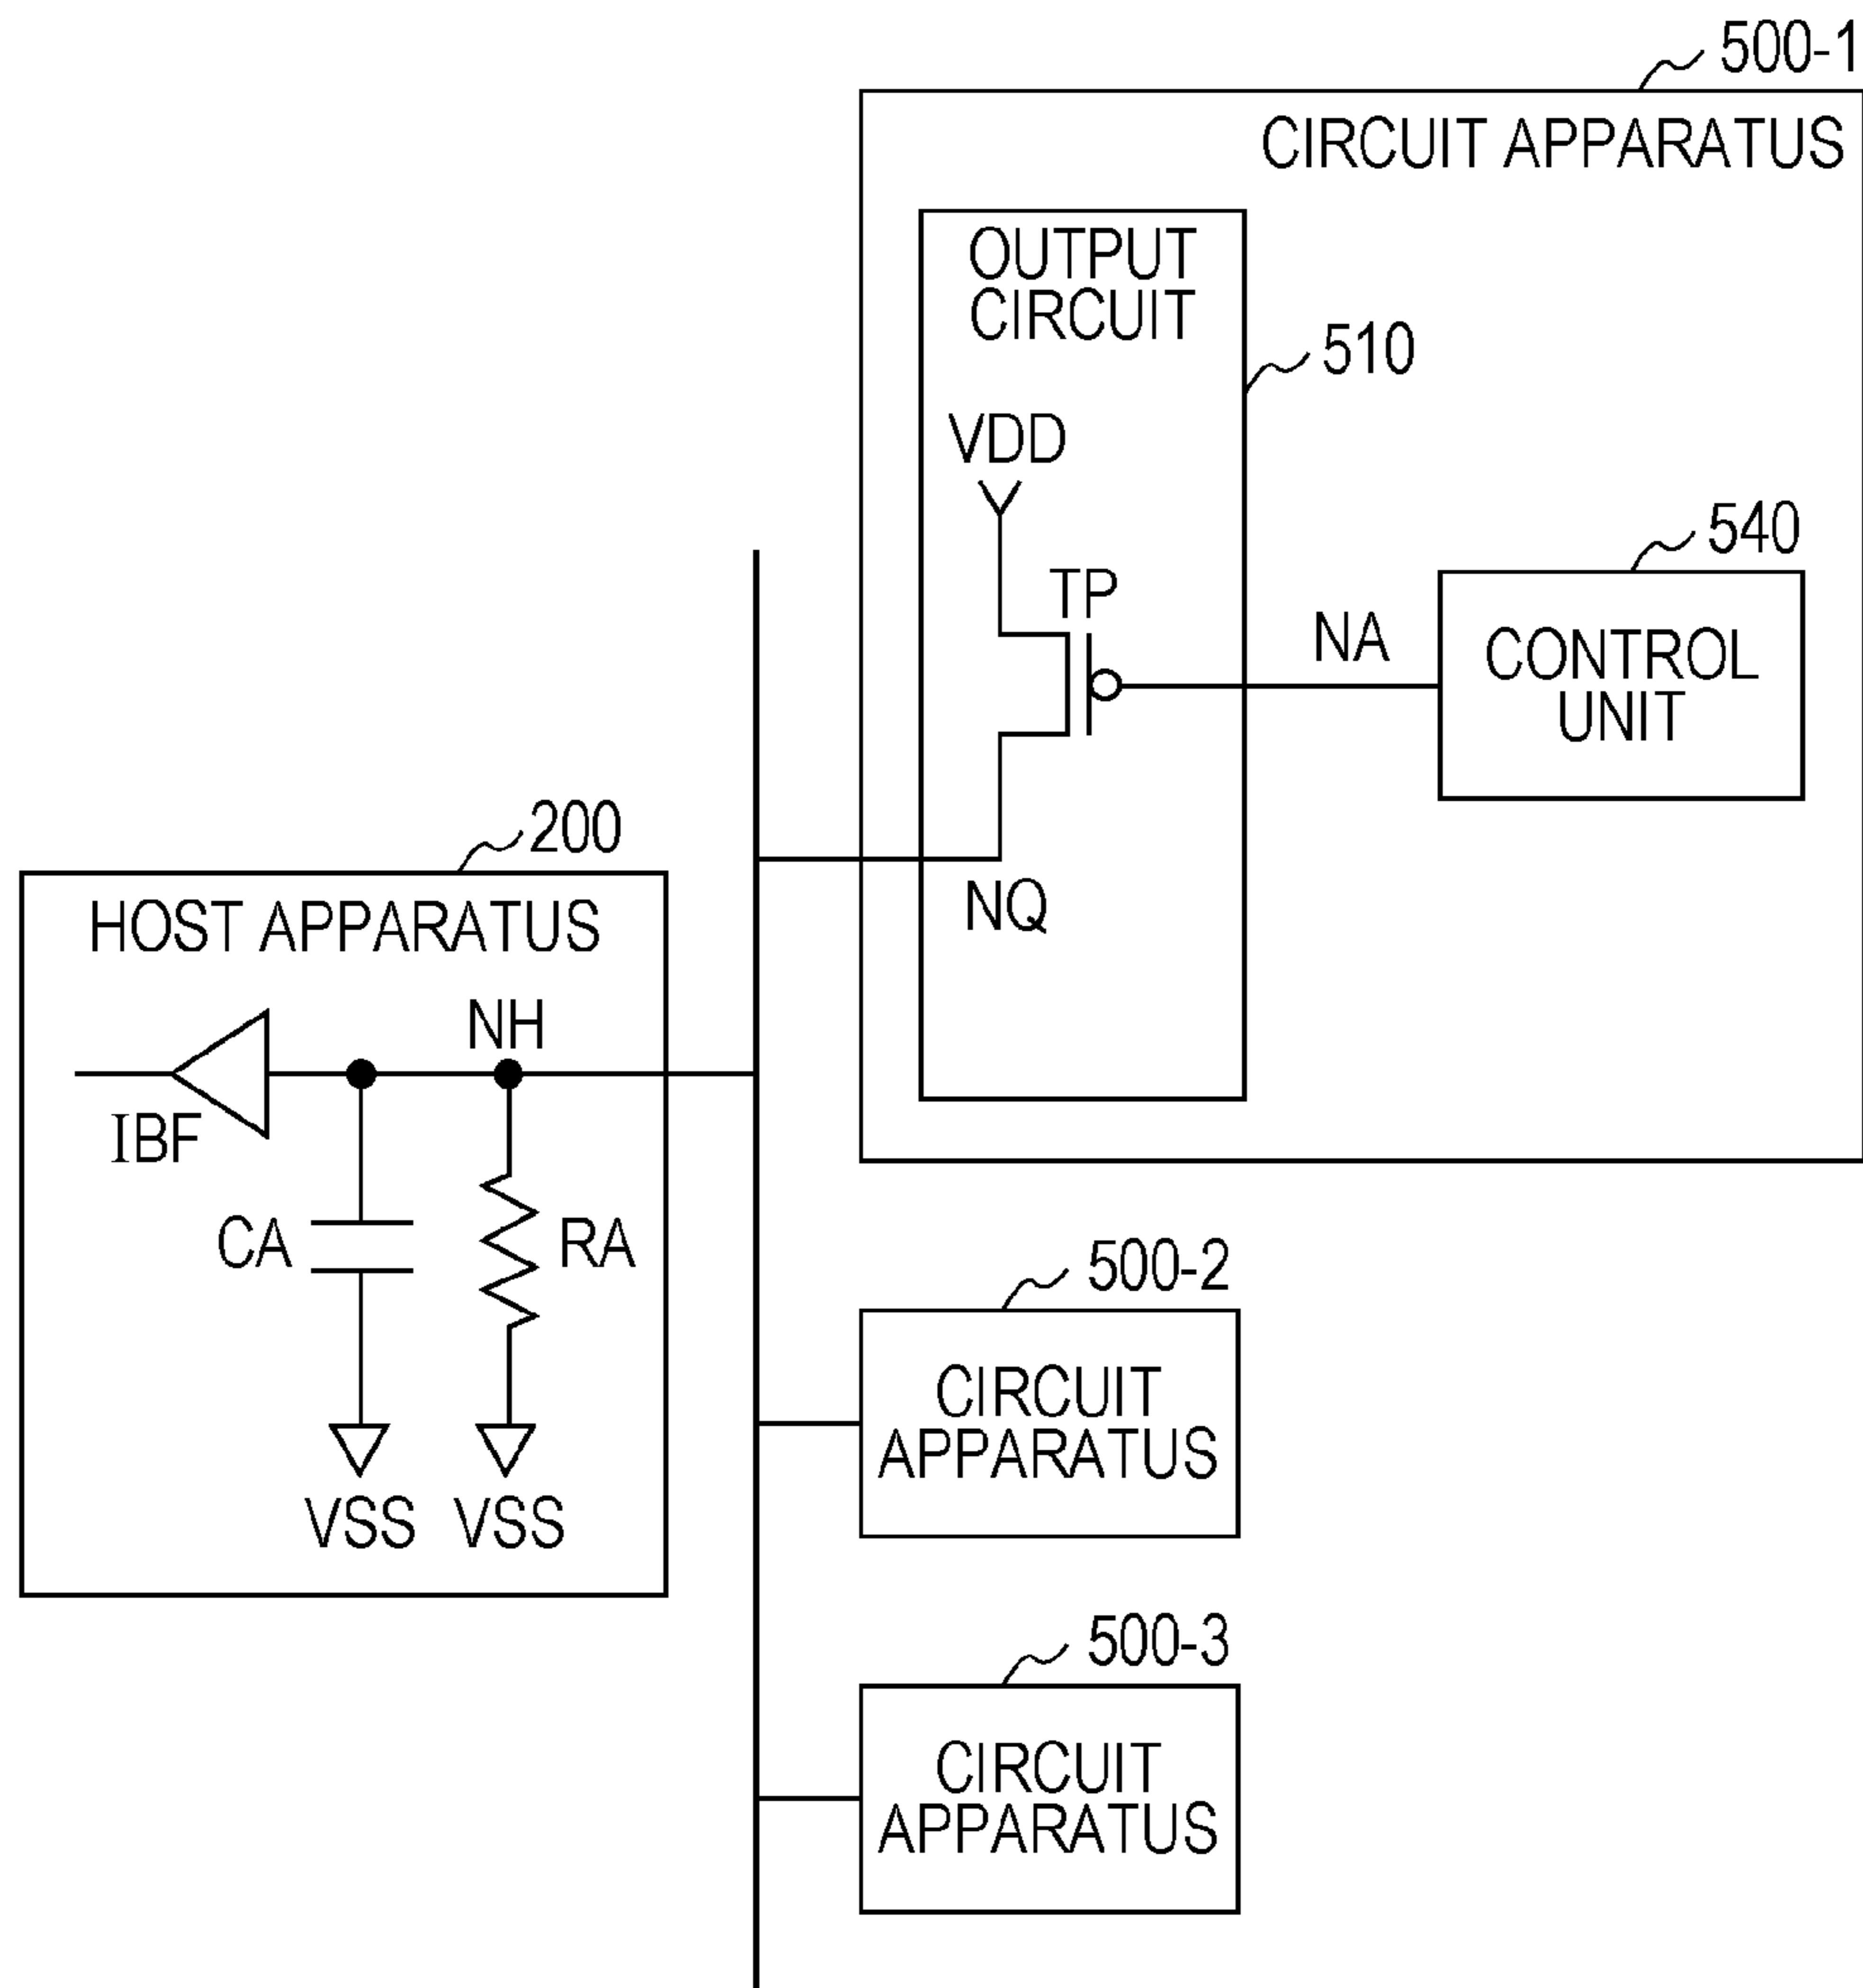 500-1
CIRCUIT APPARATUS
OUTPUT
CIRCUIT
510
VDD
540
TP
NA
CONTROL
UNIT
200
HOST APPARATUS
NQ
NH
IBF
CA
RA
500-2
CIRCUIT
APPARATUS
VSS
VSS
500-3
CIRCUIT
APPARATUS